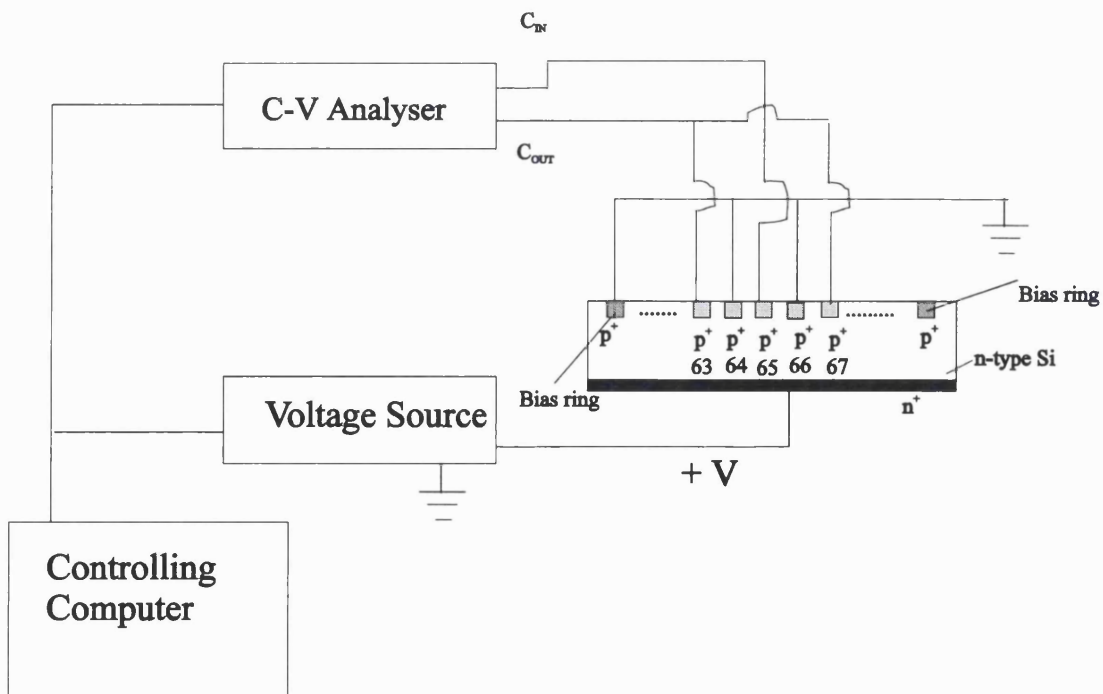 C_IN
C-V Analyser
C_OUT
Bias ring
........ .........
p+ p+ p+ p+ p+ p+ p+
63 64 65 66 67
n-type Si
Bias ring
n+
Voltage Source
+ V
Controlling
Computer